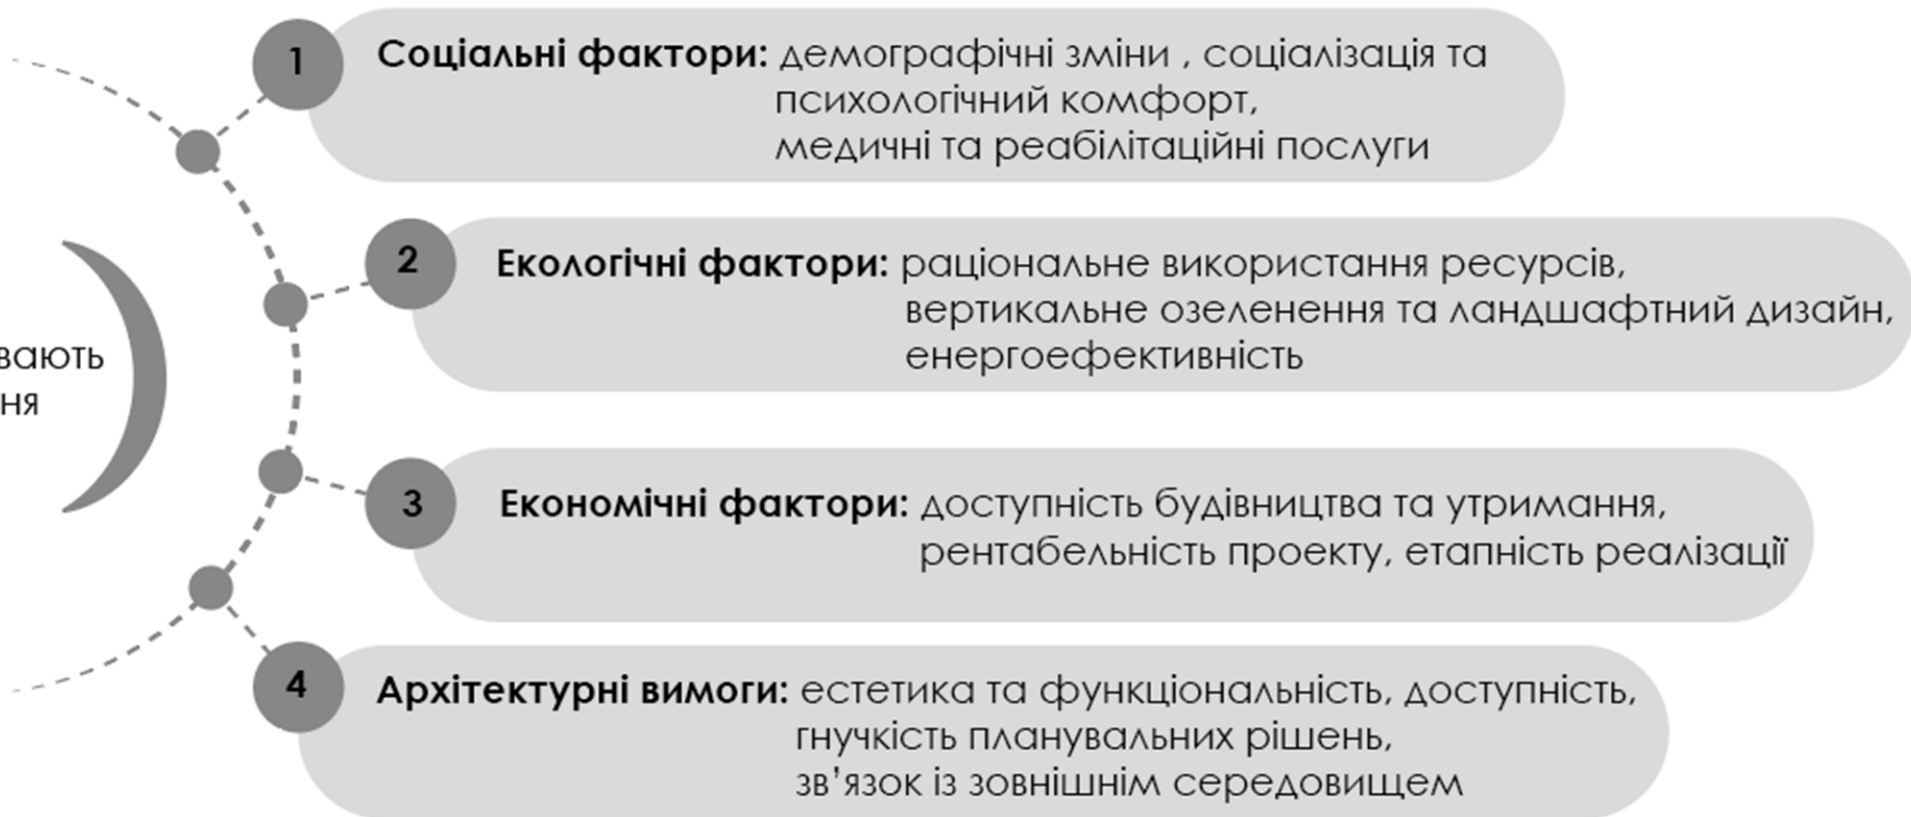 1
Соціальні фактори: демографічні зміни , соціалізація та
психологічний комфорт,
медичні та реабілітаційні послуги
2
Екологічні фактори: раціональне використання ресурсів,
вертикальне озеленення та ландшафтний дизайн,
енергоефективність
вають
ня
3
Економічні фактори: доступність будівництва та утримання,
рентабельність проекту, етапність реалізації
4
Архітектурні вимоги: естетика та функціональність, доступність,
гнучкість планувальних рішень,
зв’язок із зовнішнім середовищем